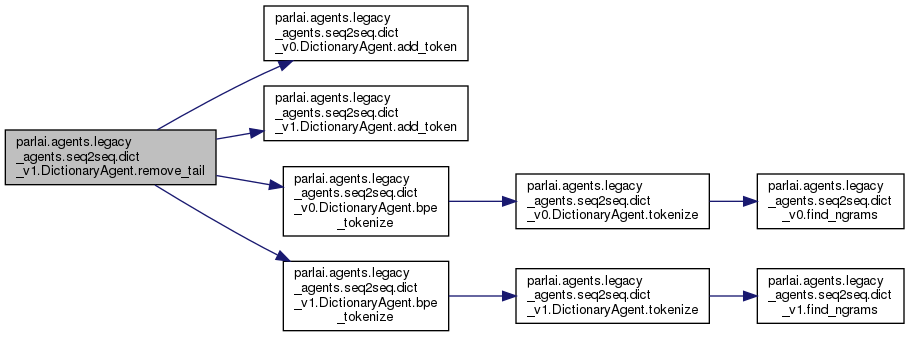 parlai.agents.legacy
_agents.seq2seq.dict
_v1.DictionaryAgent.remove_tail
parlai.agents.legacy
_agents.seq2seq.dict
_v0.DictionaryAgent.add_token
parlai.agents.legacy
_agents.seq2seq.dict
_v1.DictionaryAgent.add_token
parlai.agents.legacy
_agents.seq2seq.dict
_v0.DictionaryAgent.bpe
_tokenize
parlai.agents.legacy
_agents.seq2seq.dict
_v0.DictionaryAgent.tokenize
parlai.agents.legacy
_agents.seq2seq.dict
_v0.find_ngrams
parlai.agents.legacy
_agents.seq2seq.dict
_v1.DictionaryAgent.bpe
_tokenize
parlai.agents.legacy
_agents.seq2seq.dict
_v1.DictionaryAgent.tokenize
parlai.agents.legacy
_agents.seq2seq.dict
_v1.find_ngrams